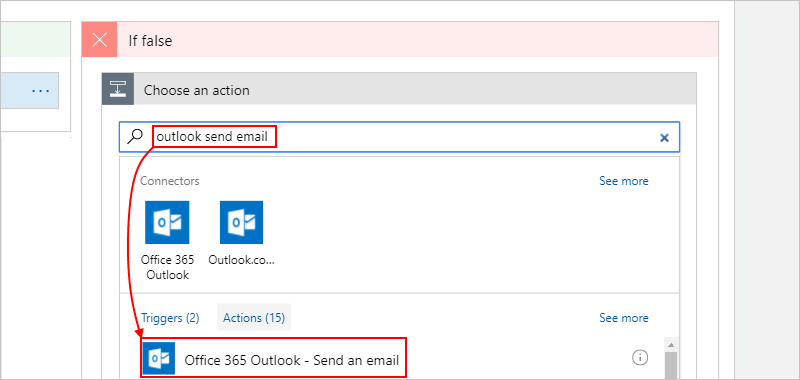 If false
Choose an action
outlook send email
Connectors See more
Office 365 Outlook.co...
Outlook
Triggers (2) Actions (15) See more
Office 365 Outlook - Send an email